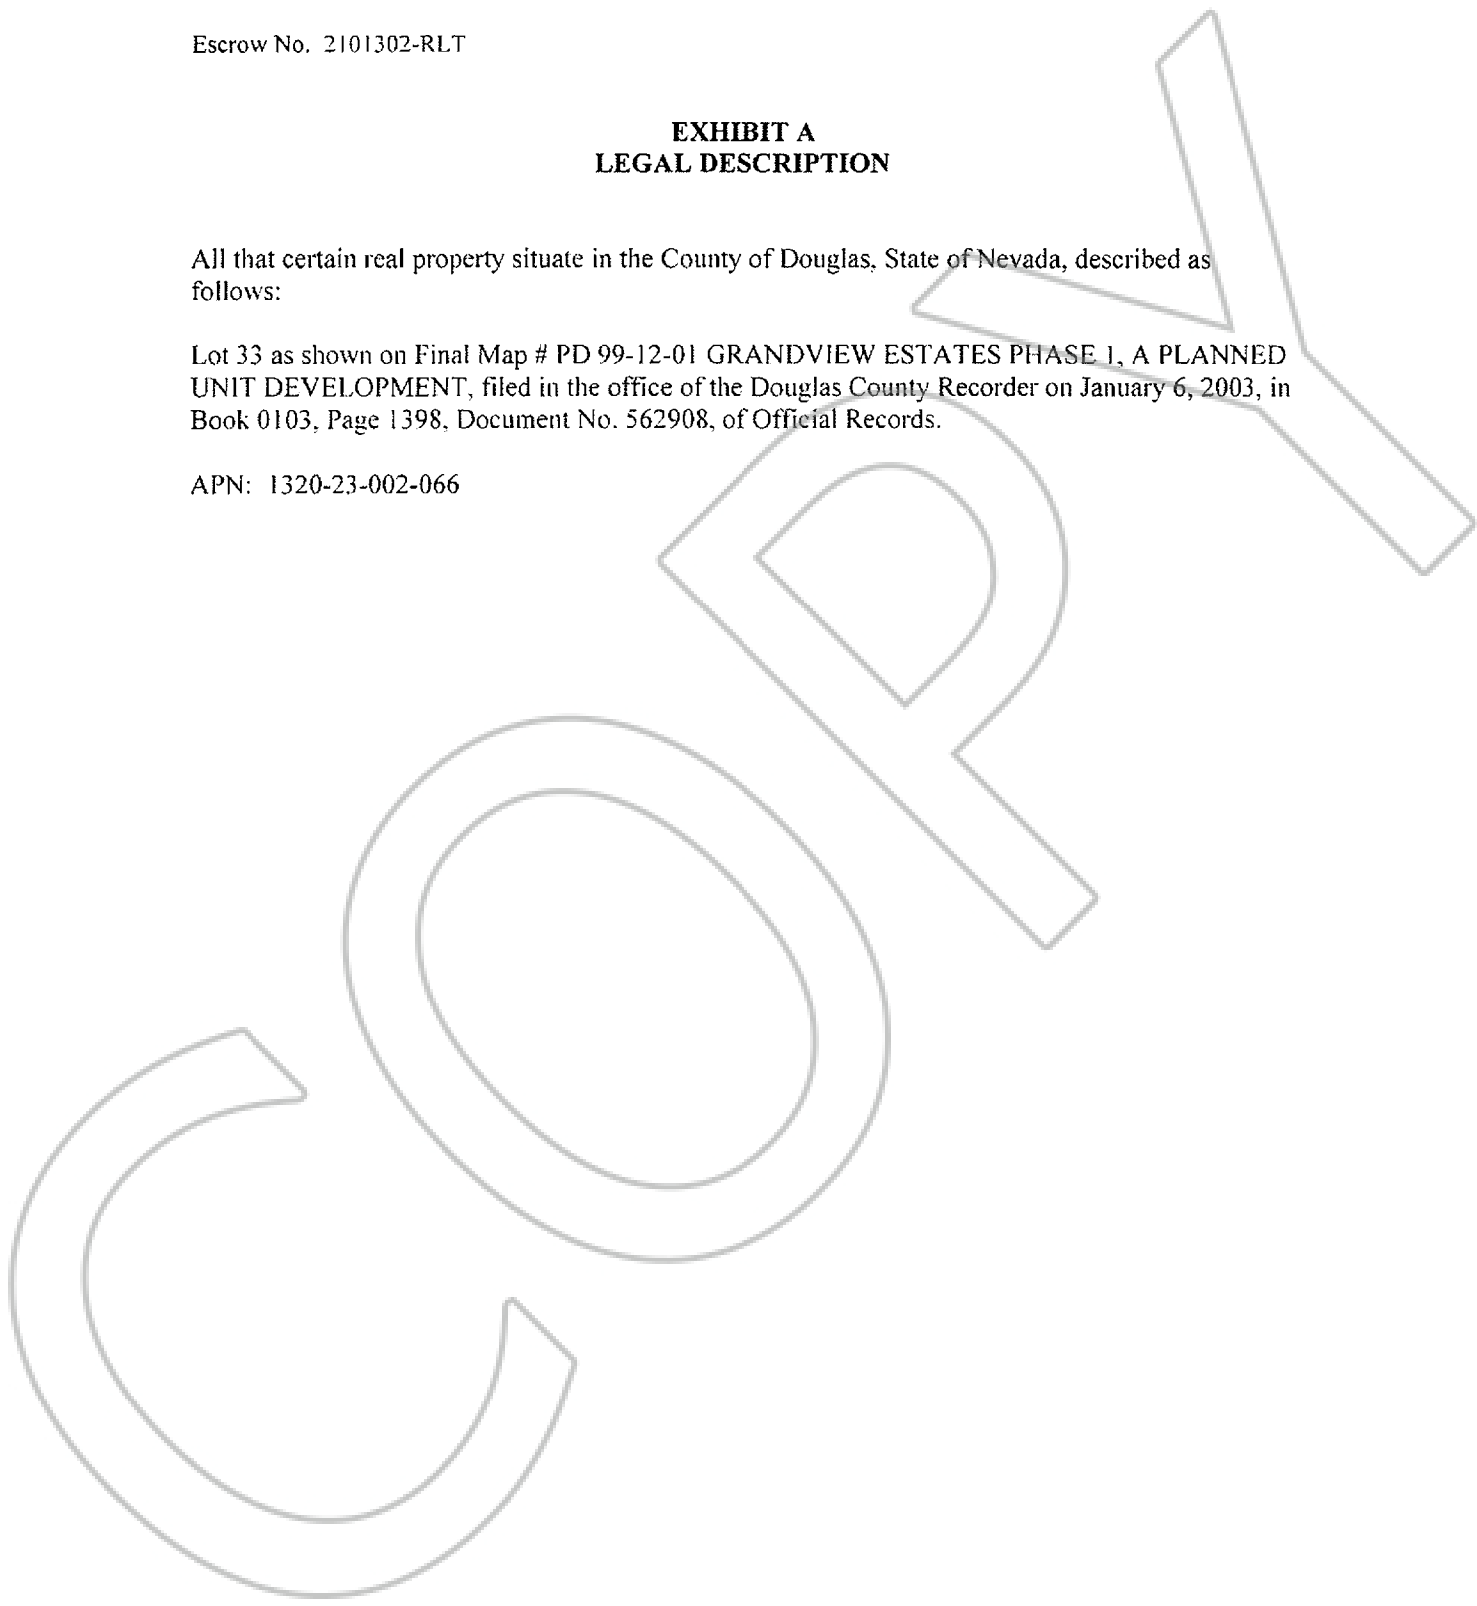 Escrow No. 2101302-RLT
EXHIBIT A
LEGAL DESCRIPTION
All that certain real property situate in the County of Douglas, State of Nevada, described as
follows:
Lot 33 as shown on Final Map # PD 99-12-01 GRANDVIEW ESTATES PHASE 1, A PLANNED
UNIT DEVELOPMENT, filed in the office of the Douglas County Recorder on January 6, 2003, in
Book 0103, Page 1398, Document No. 562908, of Official Records.
APN: 1320-23-002-066
COPY